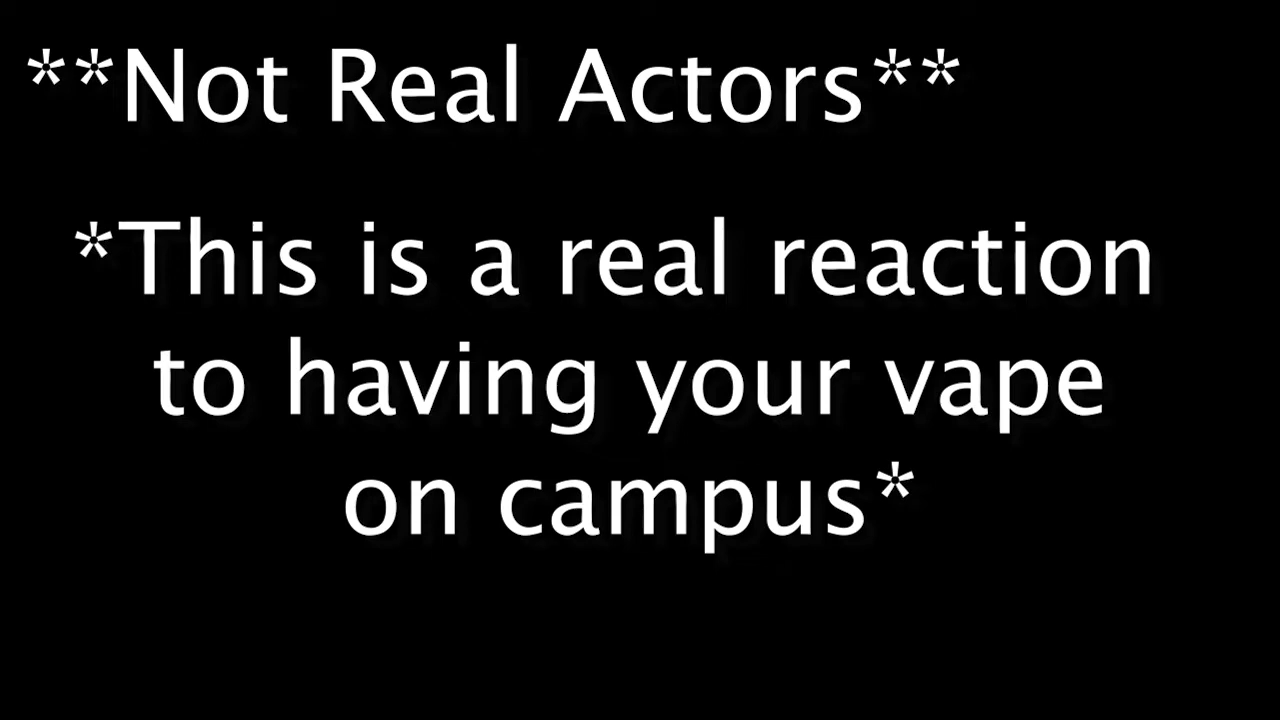 **Not Real Actors**
*This is a real reaction
to having your vape
on campus*